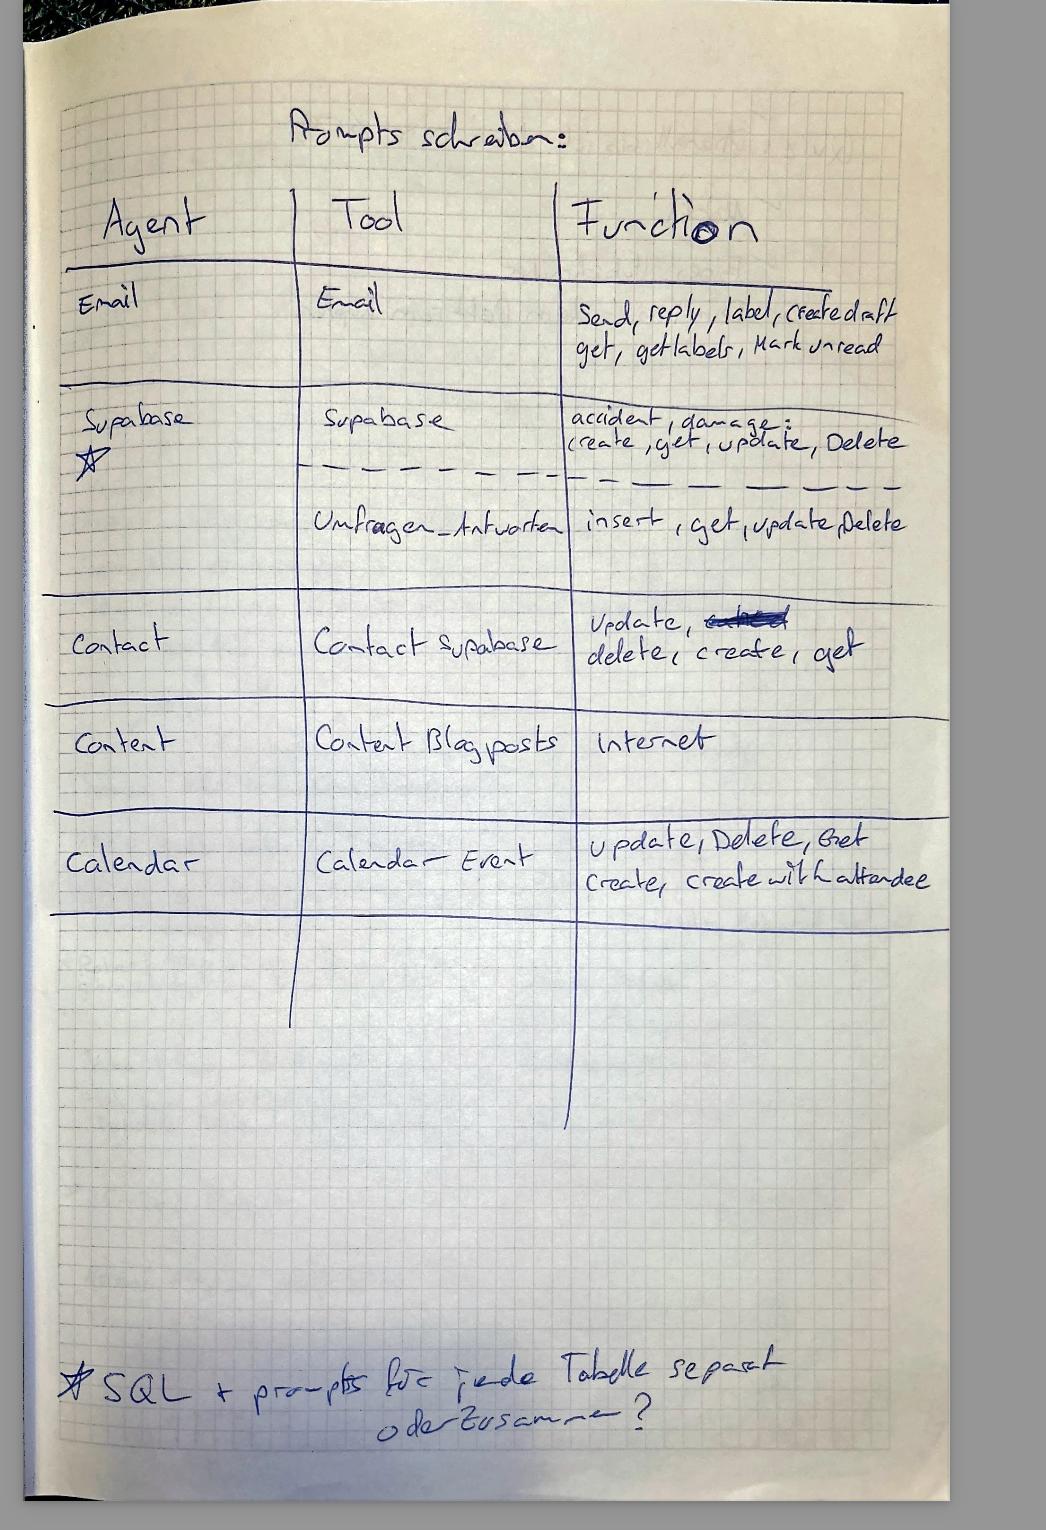 Prompts schreiben:
Agent Tool Function
Email Email Send, reply, label, create draft
get, getlabels, Mark unread
Supabase Supabase accident, damage:
create, get, update, Delete
Umfragen_Antworten insert, get, update, Delete
Contact Contact Supabase update,
delete, create, get
Content Content Blogposts internet
Calendar Calendar Event update, Delete, Get
Create, create with attendee
SQL + prompts für jede Tabelle separat
oder Zusammen?